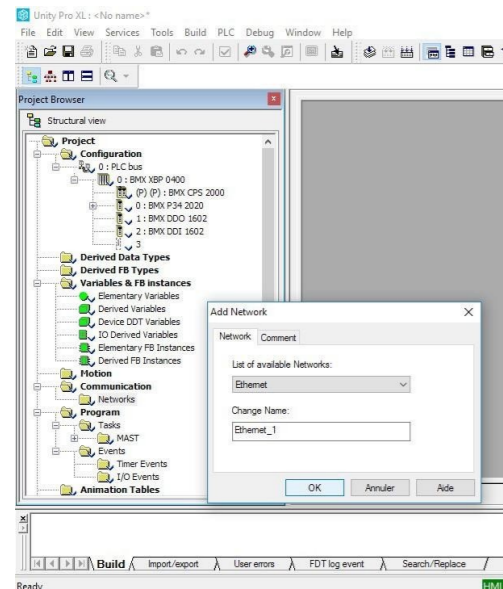 Unity Pro XL : <No name>*
File Edit View Services Tools Build PLC Debug Window Help
Project Browser
Structural view
Project
Configuration
0 : PLC bus
0 : BMX XBP 0400
(P) (P) : BMX CPS 2000
0 : BMX P34 2020
1 : BMX DDO 1602
2 : BMX DDI 1602
3
Derived Data Types
Derived FB Types
Variables & FB instances
Elementary Variables
Derived Variables
Device DDT Variables
IO Derived Variables
Elementary FB Instances
Derived FB Instances
Motion
Communication
Networks
Program
Tasks
MAST
Events
Timer Events
I/O Events
Animation Tables
Add Network
Network Comment
List of available Networks:
Ethernet
Change Name:
Ethernet_1
OK Annuler Aide
Build Import/export User errors FDT log event Search/Replace
Ready HMI